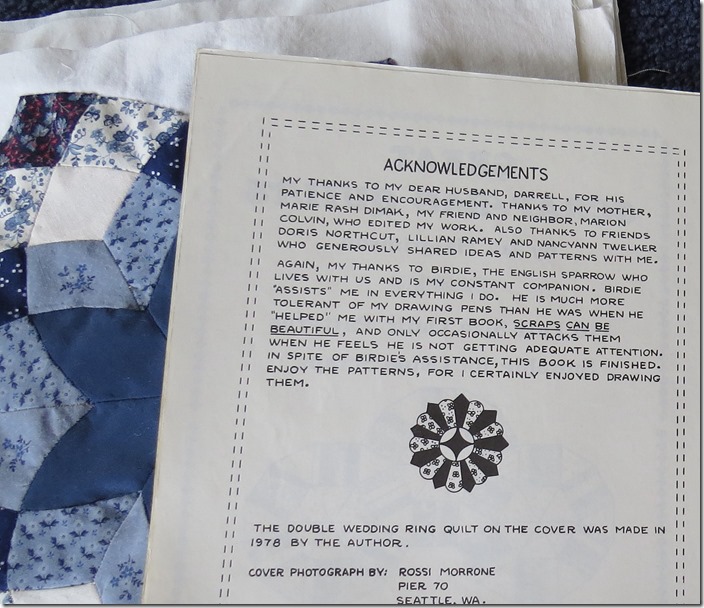 ACKNOWLEDGEMENTS
MY THANKS TO MY DEAR HUSBAND, DARRELL, FOR HIS
PATIENCE AND ENCOURAGEMENT. THANKS TO MY MOTHER,
MARIE RASH DIMAK, MY FRIEND AND NEIGHBOR, MARION
COLVIN, WHO EDITED MY WORK. ALSO THANKS TO FRIENDS
DORIS NORTHCUT, LILLIAN RAMEY AND NANCYANN TWELKER
WHO GENEROUSLY SHARED IDEAS AND PATTERNS WITH ME.
AGAIN, MY THANKS TO BIRDIE, THE ENGLISH SPARROW WHO
LIVES WITH US AND IS MY CONSTANT COMPANION. BIRDIE
"ASSISTS" ME IN EVERYTHING I DO. HE IS MUCH MORE
TOLERANT OF MY DRAWING PENS THAN HE WAS WHEN HE
"HELPED" ME WITH MY FIRST BOOK, SCRAPS CAN BE
BEAUTIFUL, AND ONLY OCCASIONALLY ATTACKS THEM
WHEN HE FEELS HE IS NOT GETTING ADEQUATE ATTENTION.
IN SPITE OF BIRDIE'S ASSISTANCE, THIS BOOK IS FINISHED.
ENJOY THE PATTERNS, FOR I CERTAINLY ENJOYED DRAWING
THEM.
THE DOUBLE WEDDING RING QUILT ON THE COVER WAS MADE IN
1978 BY THE AUTHOR.
COVER PHOTOGRAPH BY: ROSSI MORRONE
PIER 70
SEATTLE, WA.